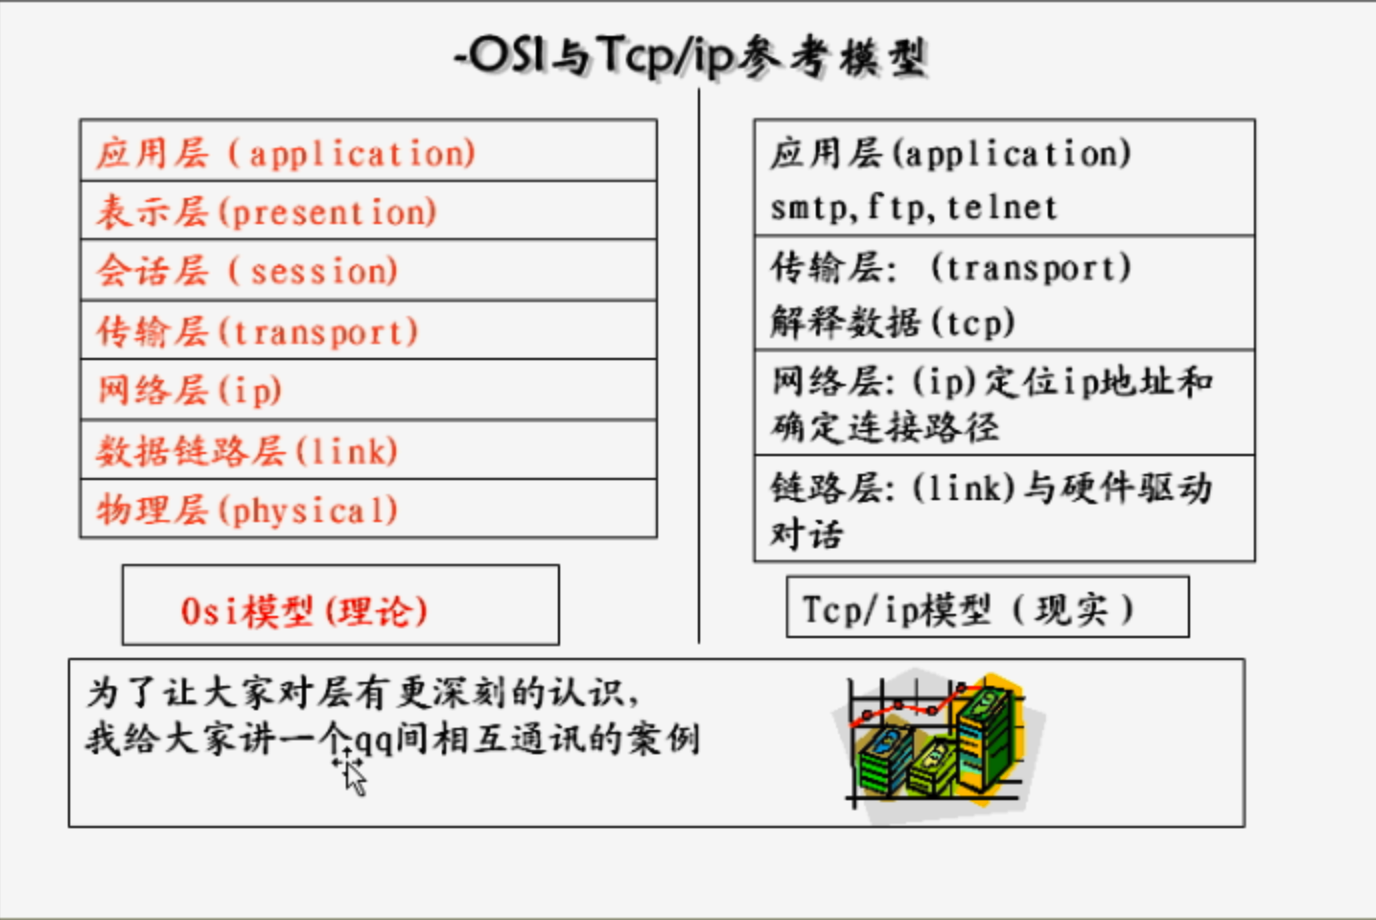 -OSI与Tcp/ip参考模型
应用层（application)
表示层(presention)
会话层（session)
传输层(transport)
网络层(ip)
数据链路层(link)
物理层(physical)
Osi模型(理论)
应用层(application)
smtp,ftp,telnet
传输层: (transport)
解释数据(tcp)
网络层:(ip)定位ip地址和
确定连接路径
链路层:(link)与硬件驱动
对话
Tcp/ip模型（现实）
为了让大家对层有更深刻的认识,
我给大家讲一个qq间相互通讯的案例